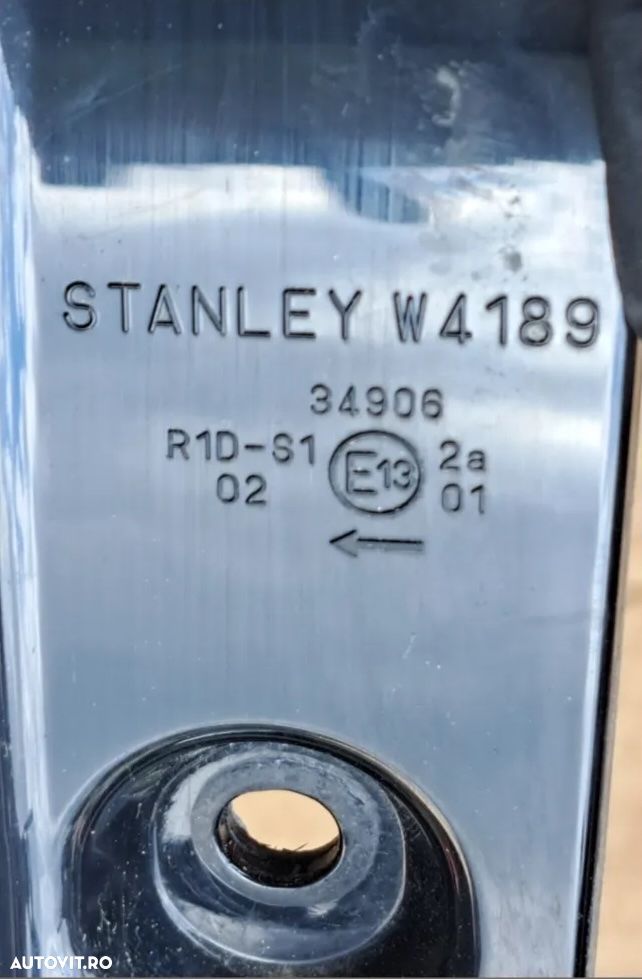 STANLEY W4189
34906
R1D-S1 E13 2a
02 01
←
AUTOVIT.RO